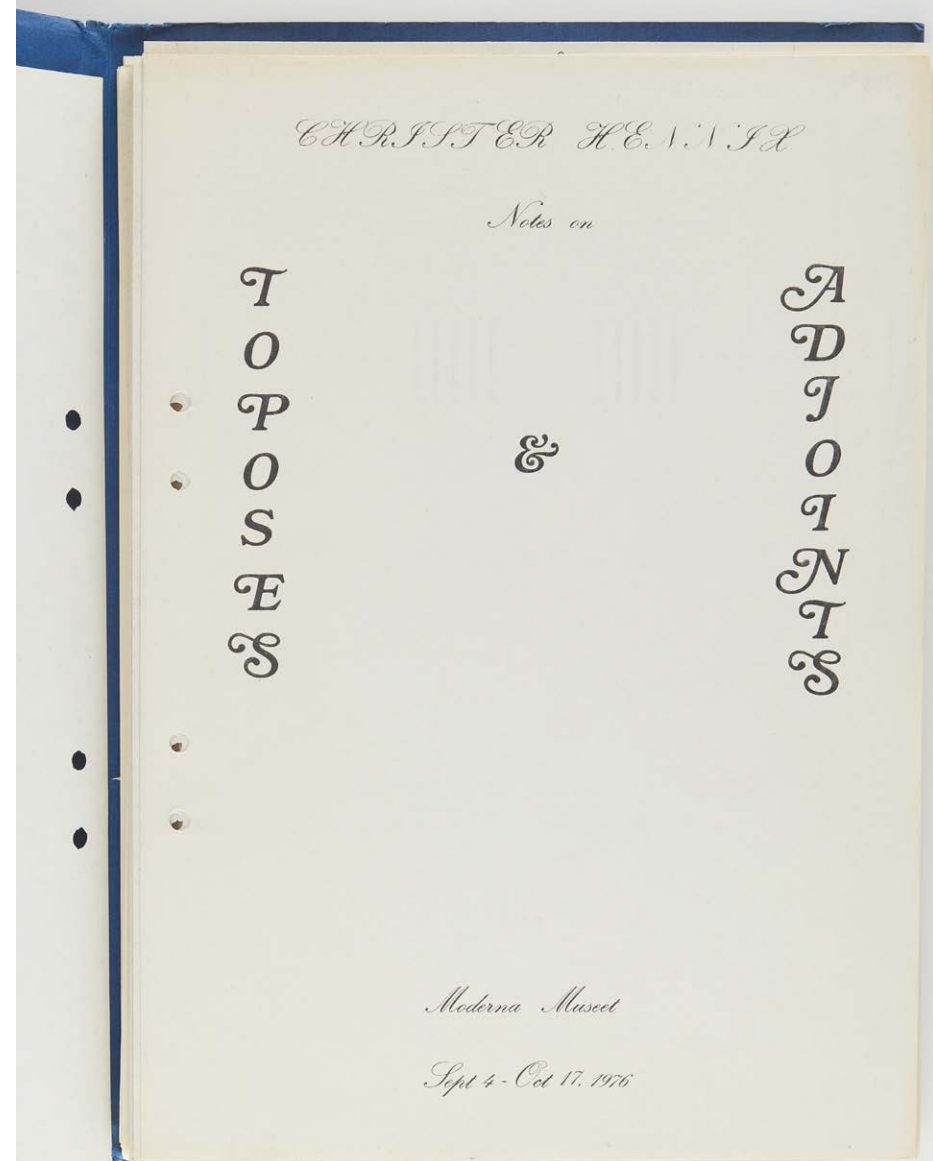 CHRISTER HENNIX
Notes on
TOPOSES
&
ADJOINTS
Moderna Museet
Sept 4 - Oct 17. 1976